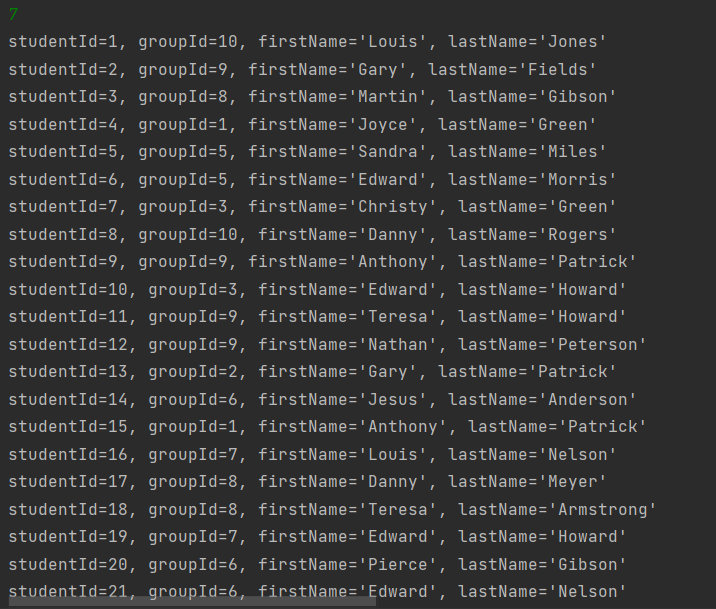 7
studentId=1, groupId=10, firstName='Louis', lastName='Jones'
studentId=2, groupId=9, firstName='Gary', lastName='Fields'
studentId=3, groupId=8, firstName='Martin', lastName='Gibson'
studentId=4, groupId=1, firstName='Joyce', lastName='Green'
studentId=5, groupId=5, firstName='Sandra', lastName='Miles'
studentId=6, groupId=5, firstName='Edward', lastName='Morris'
studentId=7, groupId=3, firstName='Christy', lastName='Green'
studentId=8, groupId=10, firstName='Danny', lastName='Rogers'
studentId=9, groupId=9, firstName='Anthony', lastName='Patrick'
studentId=10, groupId=3, firstName='Edward', lastName='Howard'
studentId=11, groupId=9, firstName='Teresa', lastName='Howard'
studentId=12, groupId=9, firstName='Nathan', lastName='Peterson'
studentId=13, groupId=2, firstName='Gary', lastName='Patrick'
studentId=14, groupId=6, firstName='Jesus', lastName='Anderson'
studentId=15, groupId=1, firstName='Anthony', lastName='Patrick'
studentId=16, groupId=7, firstName='Louis', lastName='Nelson'
studentId=17, groupId=8, firstName='Danny', lastName='Meyer'
studentId=18, groupId=8, firstName='Teresa', lastName='Armstrong'
studentId=19, groupId=7, firstName='Edward', lastName='Howard'
studentId=20, groupId=6, firstName='Pierce', lastName='Gibson'
studentId=21, groupId=6, firstName='Edward', lastName='Nelson'